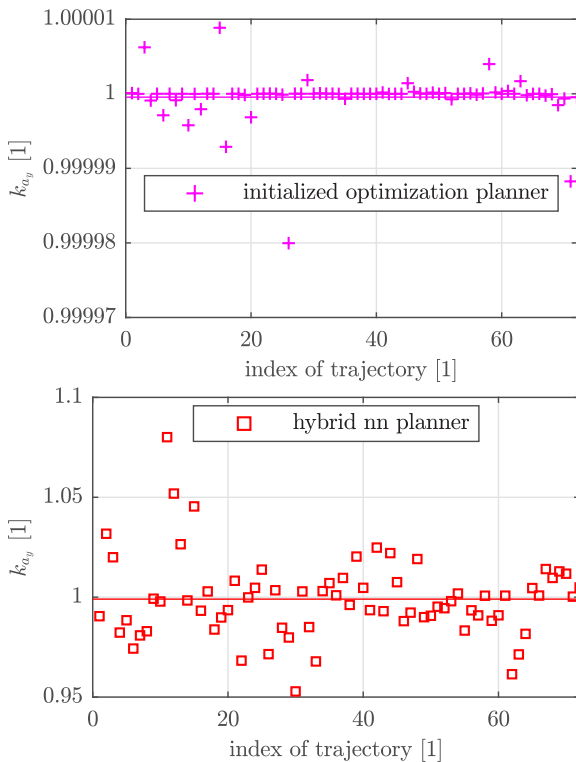 1.00001
1
0.99999
0.99998
0.99997
k_{a_y} [1]
initialized optimization planner
0 20 40 60
index of trajectory [1]
1.1
1.05
1
0.95
k_{a_y} [1]
hybrid nn planner
0 20 40 60
index of trajectory [1]